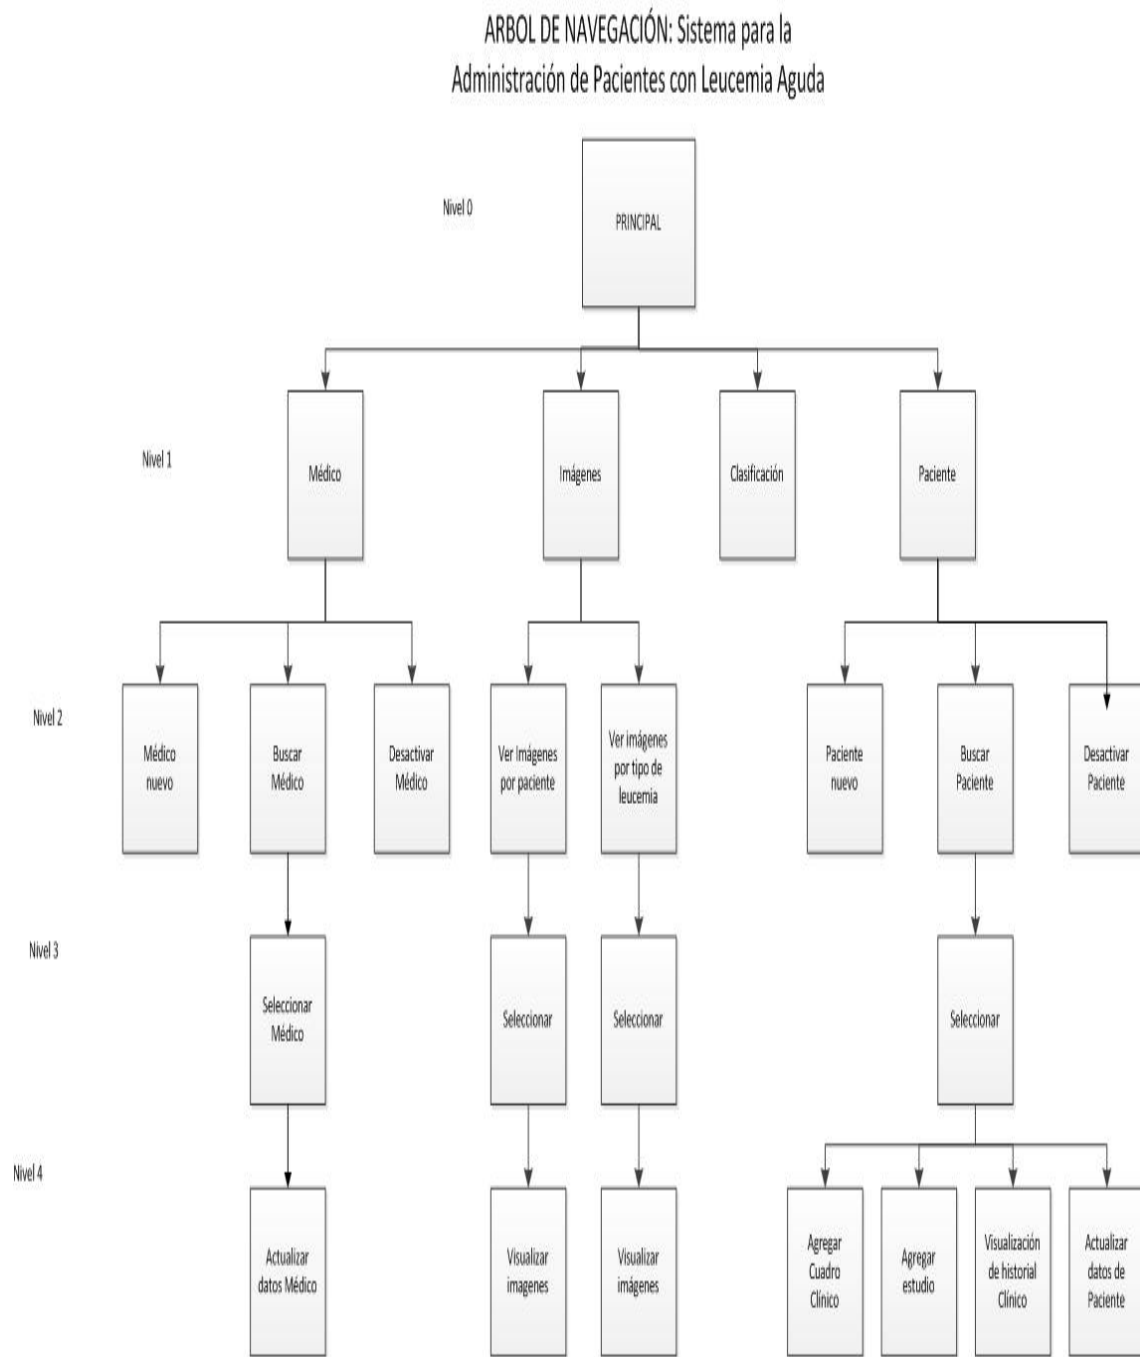 ARBOL DE NAVEGACIÓN: Sistema para la
Administración de Pacientes con Leucemia Aguda
Nivel 0
PRINCIPAL
Nivel 1
Médico
Imágenes
Clasificación
Paciente
Nivel 2
Médico
nuevo
Buscar
Médico
Desactivar
Médico
Ver Imágenes
por paciente
Ver imágenes
por tipo de
leucemia
Paciente
nuevo
Buscar
Paciente
Desactivar
Paciente
Nivel 3
Seleccionar
Médico
Seleccionar
Seleccionar
Seleccionar
Nivel 4
Actualizar
datos Médico
Visualizar
imagenes
Visualizar
imágenes
Agregar
Cuadro
Clínico
Agregar
estudio
Visualización
de historial
Clínico
Actualizar
datos de
Paciente